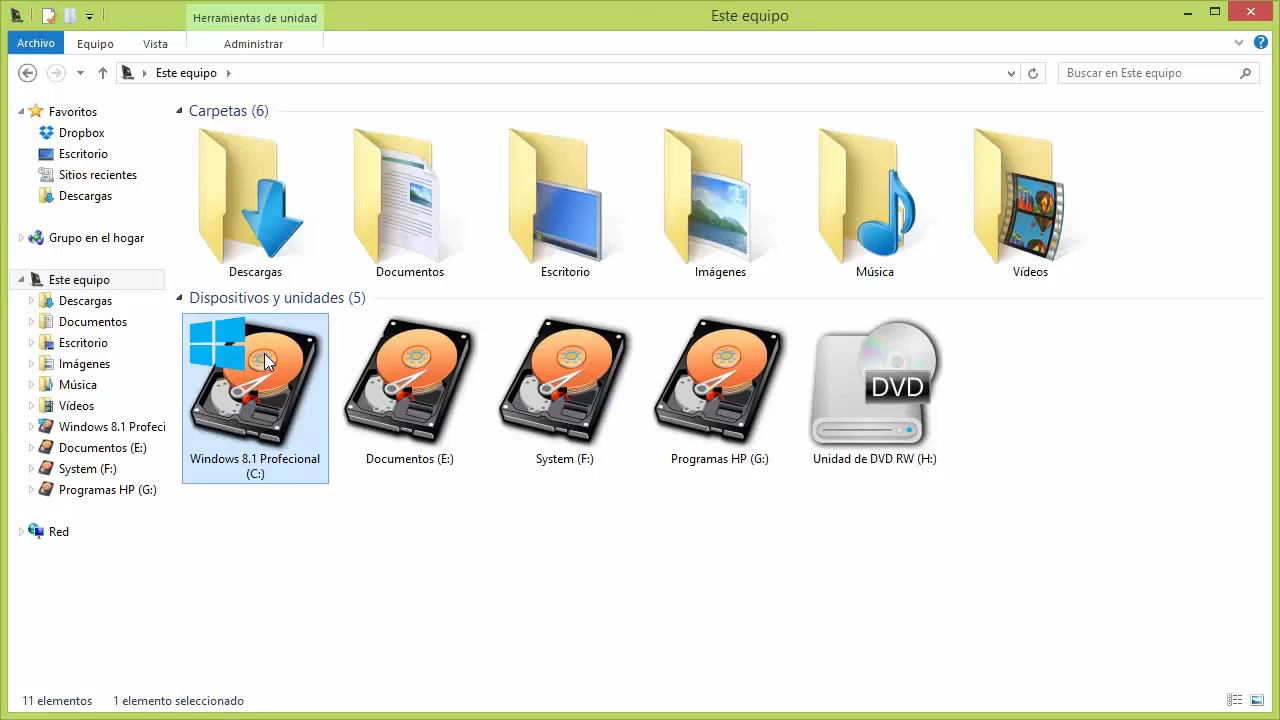 Herramientas de unidad
Este equipo
Archivo
Equipo
Vista
Administrar
Este equipo
Buscar en Este equipo
Favoritos
Dropbox
Escritorio
Sitios recientes
Descargas
Grupo en el hogar
Este equipo
Descargas
Documentos
Escritorio
Imágenes
Música
Vídeos
Windows 8.1 Profeci
Documentos (E:)
System (F:)
Programas HP (G:)
Red
Carpetas (6)
Descargas
Documentos
Escritorio
Imágenes
Música
Vídeos
Dispositivos y unidades (5)
Windows 8.1 Profecional
(C:)
Documentos (E:)
System (F:)
Programas HP (G:)
DVD
Unidad de DVD RW (H:)
11 elementos
1 elemento seleccionado